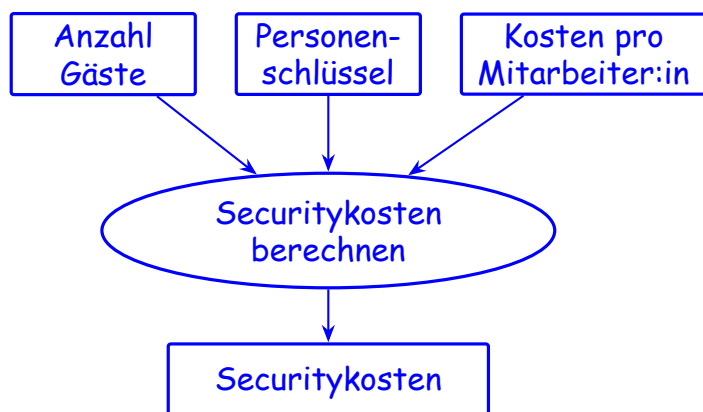 Anzahl
Gäste
Personen-
schlüssel
Kosten pro
Mitarbeiter:in
Securitykosten
berechnen
Securitykosten